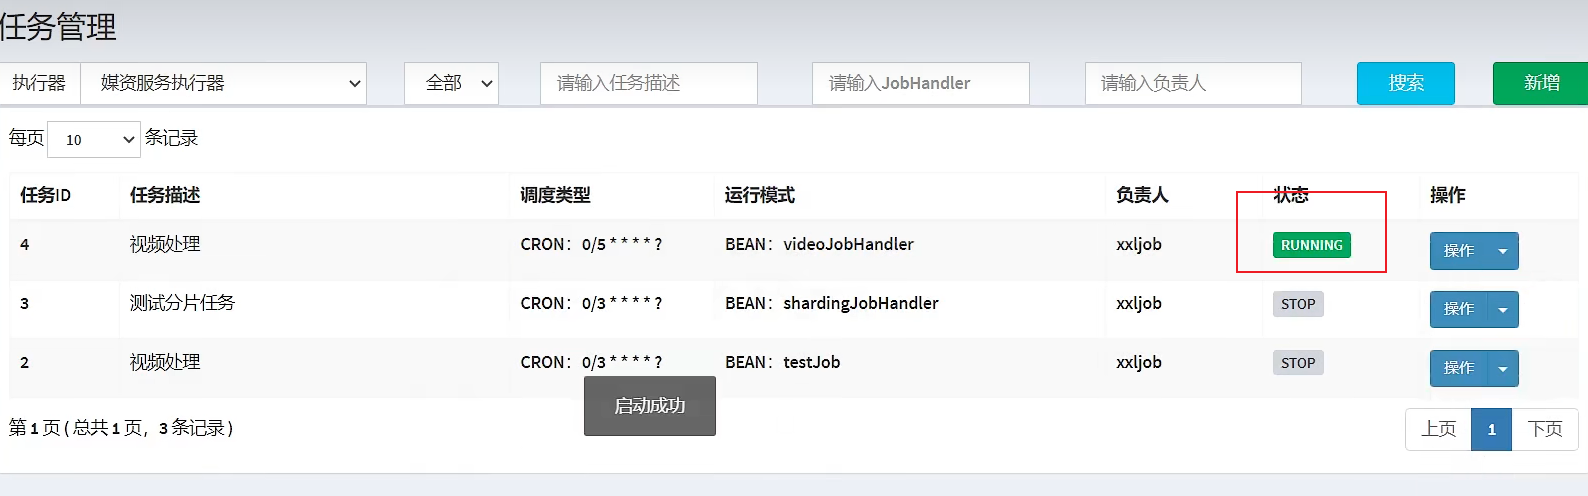 任务管理
执行器 媒资服务执行器 全部 请输入任务描述 请输入JobHandler 请输入负责人 搜索 新增
每页 10 条记录
任务ID 任务描述 调度类型 运行模式 负责人 状态 操作
4 视频处理 CRON：0/5 * * * * ? BEAN：videoJobHandler xxljob RUNNING 操作
3 测试分片任务 CRON：0/3 * * * * ? BEAN：shardingJobHandler xxljob STOP 操作
2 视频处理 CRON：0/3 * * * * ? BEAN：testJob xxljob STOP 操作
启动成功
第 1 页 ( 总共 1 页，3 条记录 ) 上页 1 下页